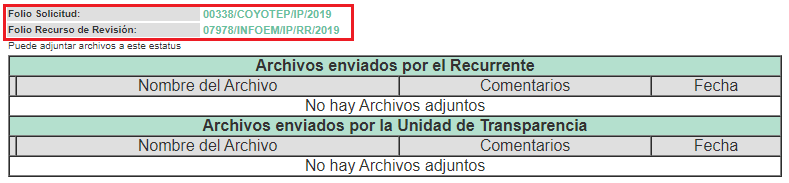 Folio Solicitud: 00338/COYOTEP/IP/2019
Folio Recurso de Revisión: 07978/INFOEM/IP/RR/2019
Puede adjuntar archivos a este estatus
Archivos enviados por el Recurrente
Nombre del Archivo Comentarios Fecha
No hay Archivos adjuntos
Archivos enviados por la Unidad de Transparencia
Nombre del Archivo Comentarios Fecha
No hay Archivos adjuntos